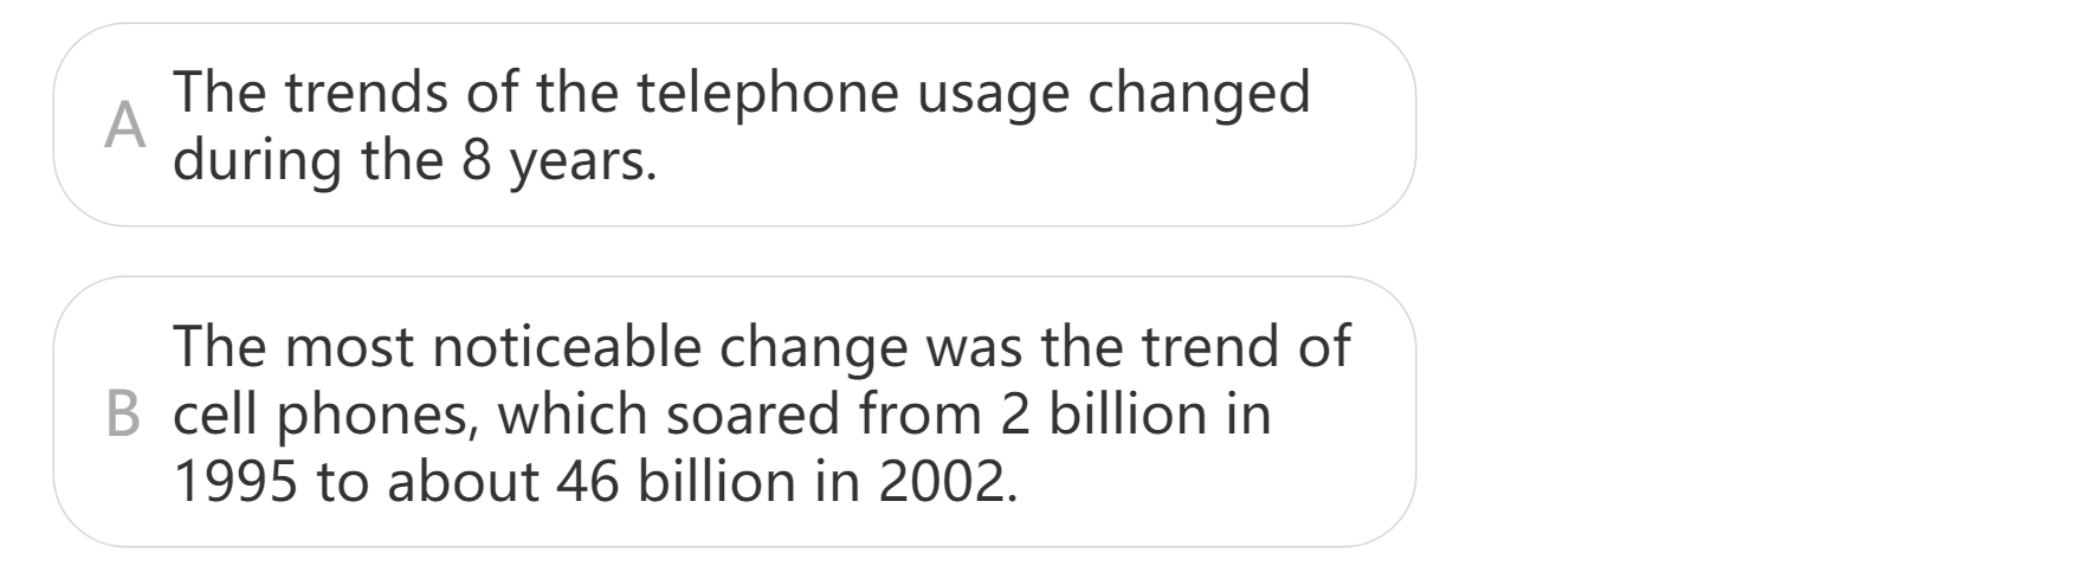 A
The trends of the telephone usage changed
during the 8 years.
B
The most noticeable change was the trend of
cell phones, which soared from 2 billion in
1995 to about 46 billion in 2002.